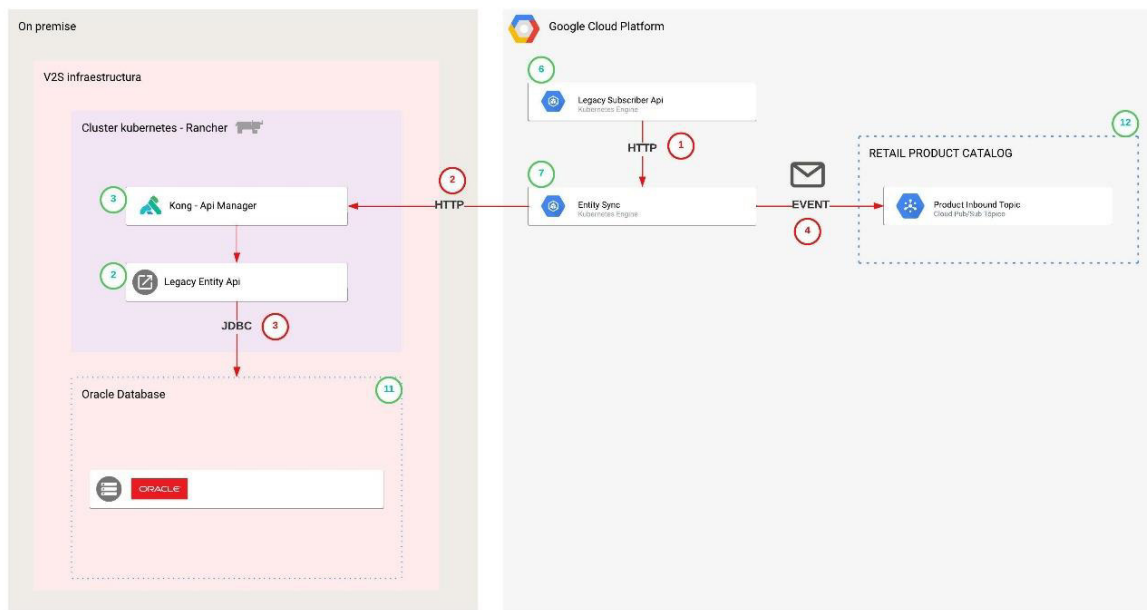 On premise
V2S infraestructura
Cluster kubernetes - Rancher
3
Kong - Api Manager
2
Legacy Entity Api
JDBC
3
Oracle Database
11
ORACLE
2
HTTP
Google Cloud Platform
6
Legacy Subscriber Api
Kubernetes Engine
HTTP
1
7
Entity Sync
Kubernetes Engine
EVENT
4
12
RETAIL PRODUCT CATALOG
Product Inbound Topic
Cloud Pub/Sub Topics